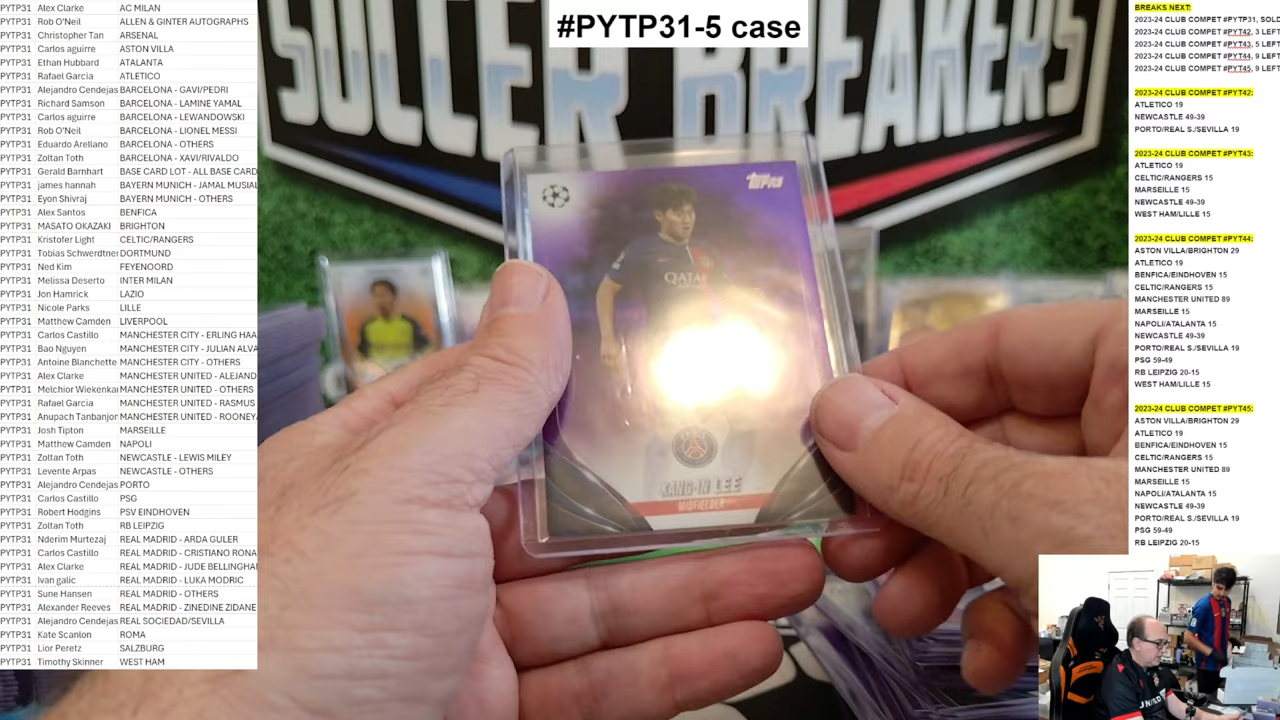 #PYTP31-5 case
PYTP31 Alex Clarke AC MILAN
PYTP31 Rob O'Neil ALLEN & GINTER AUTOGRAPHS
PYTP31 Christopher Tan ARSENAL
PYTP31 Carlos aguirre ASTON VILLA
PYTP31 Ethan Hubbard ATALANTA
PYTP31 Rafael Garcia ATLETICO
PYTP31 Alejandro Cendejas BARCELONA - GAVI/PEDRI
PYTP31 Richard Samson BARCELONA - LAMINE YAMAL
PYTP31 Carlos aguirre BARCELONA - LEWANDOWSKI
PYTP31 Rob O'Neil BARCELONA - LIONEL MESSI
PYTP31 Eduardo Arellano BARCELONA - OTHERS
PYTP31 Zoltan Toth BARCELONA - XAVI/RIVALDO
PYTP31 Gerald Barnhart BASE CARD LOT - ALL BASE CARD
PYTP31 james hannah BAYERN MUNICH - JAMAL MUSIAL
PYTP31 Eyon Shivraj BAYERN MUNICH - OTHERS
PYTP31 Alex Santos BENFICA
PYTP31 MASATO OKAZAKI BRIGHTON
PYTP31 Kristofer Light CELTIC/RANGERS
PYTP31 Tobias Schwerdtner DORTMUND
PYTP31 Ned Kim FEYENOORD
PYTP31 Melissa Deserto INTER MILAN
PYTP31 Jon Hamrick LAZIO
PYTP31 Nicole Parks LILLE
PYTP31 Matthew Camden LIVERPOOL
PYTP31 Carlos Castillo MANCHESTER CITY - ERLING HAA
PYTP31 Bao Nguyen MANCHESTER CITY - JULIAN ALVA
PYTP31 Antoine Blanchette MANCHESTER CITY - OTHERS
PYTP31 Alex Clarke MANCHESTER UNITED - ALEJAND
PYTP31 Melchior Wiekenkar MANCHESTER UNITED - OTHERS
PYTP31 Rafael Garcia MANCHESTER UNITED - RASMUS
PYTP31 Anupach Tanbanjon MANCHESTER UNITED - ROONEY
PYTP31 Josh Tipton MARSEILLE
PYTP31 Matthew Camden NAPOLI
PYTP31 Zoltan Toth NEWCASTLE - LEWIS MILEY
PYTP31 Levente Arpas NEWCASTLE - OTHERS
PYTP31 Alejandro Cendejas PORTO
PYTP31 Carlos Castillo PSG
PYTP31 Robert Hodgins PSV EINDHOVEN
PYTP31 Zoltan Toth RB LEIPZIG
PYTP31 Nderim Murtezaj REAL MADRID - ARDA GULER
PYTP31 Carlos Castillo REAL MADRID - CRISTIANO RONA
PYTP31 Alex Clarke REAL MADRID - JUDE BELLINGHA
PYTP31 Ivan galic REAL MADRID - LUKA MODRIC
PYTP31 Sune Hansen REAL MADRID - OTHERS
PYTP31 Alexander Reeves REAL MADRID - ZINEDINE ZIDANE
PYTP31 Alejandro Cendejas REAL SOCIEDAD/SEVILLA
PYTP31 Kate Scanlon ROMA
PYTP31 Lior Peretz SALZBURG
PYTP31 Timothy Skinner WEST HAM
SOCCER BREAKERS
topps
QATAR
KANG-IN LEE
MIDFIELDER
BREAKS NEXT:
2023-24 CLUB COMPET #PYTP31, SOLD
2023-24 CLUB COMPET #PYT42, 3 LEFT
2023-24 CLUB COMPET #PYT43, 5 LEFT
2023-24 CLUB COMPET #PYT44, 9 LEFT
2023-24 CLUB COMPET #PYT45, 9 LEFT
2023-24 CLUB COMPET #PYT42:
ATLETICO 19
NEWCASTLE 49-39
PORTO/REAL S./SEVILLA 19
2023-24 CLUB COMPET #PYT43:
ATLETICO 19
CELTIC/RANGERS 15
MARSEILLE 15
NEWCASTLE 49-39
WEST HAM/LILLE 15
2023-24 CLUB COMPET #PYT44:
ASTON VILLA/BRIGHTON 29
ATLETICO 19
BENFICA/EINDHOVEN 15
CELTIC/RANGERS 15
MANCHESTER UNITED 89
MARSEILLE 15
NAPOLI/ATALANTA 15
NEWCASTLE 49-39
PORTO/REAL S./SEVILLA 19
PSG 59-49
RB LEIPZIG 20-15
WEST HAM/LILLE 15
2023-24 CLUB COMPET #PYT45:
ASTON VILLA/BRIGHTON 29
ATLETICO 19
BENFICA/EINDHOVEN 15
CELTIC/RANGERS 15
MANCHESTER UNITED 89
MARSEILLE 15
NAPOLI/ATALANTA 15
NEWCASTLE 49-39
PORTO/REAL S./SEVILLA 19
PSG 59-49
RB LEIPZIG 20-15